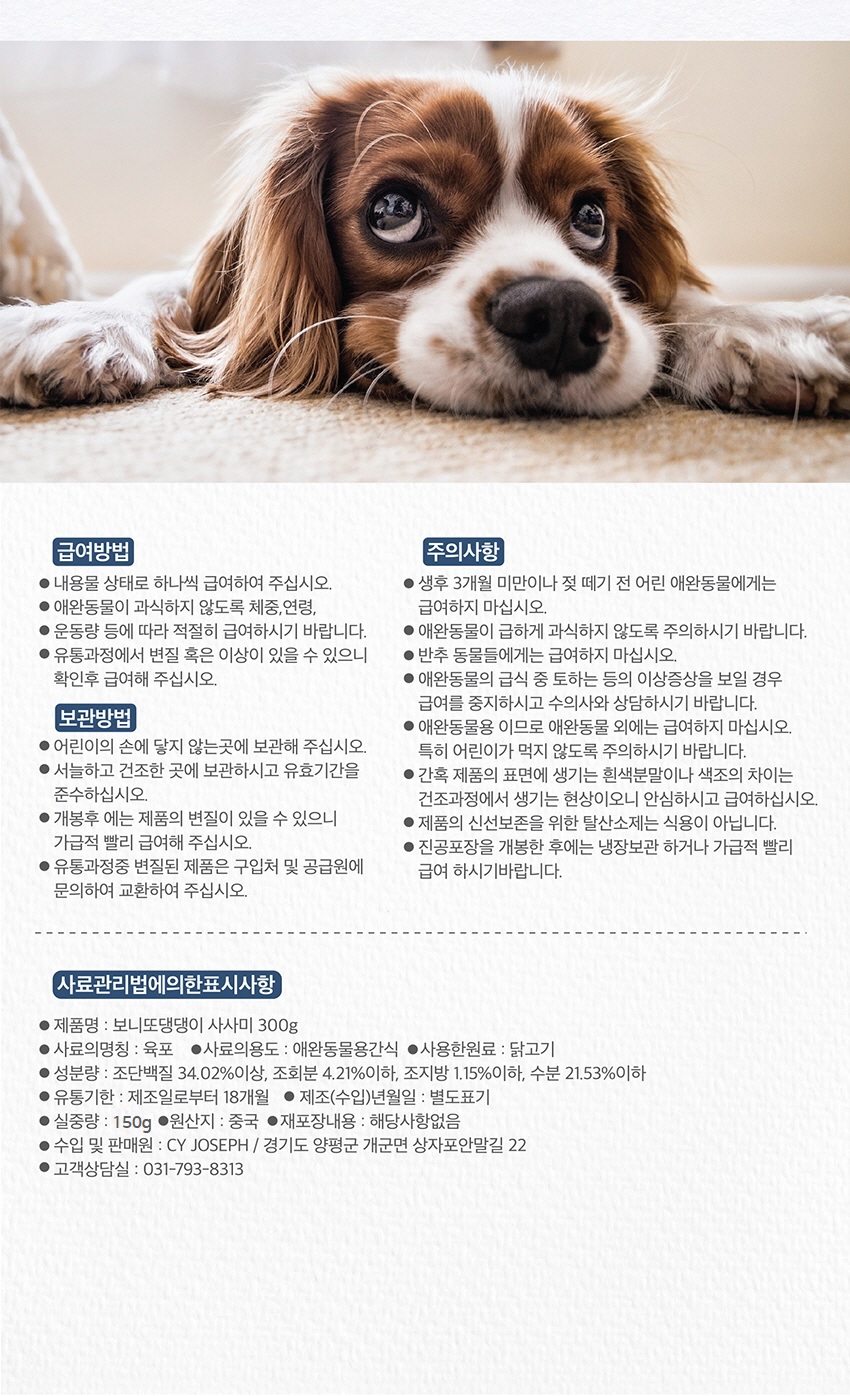 급여방법
● 내용물 상태로 하나씩 급여하여 주십시오.
● 애완동물이 과식하지 않도록 체중,연령,
● 운동량 등에 따라 적절히 급여하시기 바랍니다.
● 유통과정에서 변질 혹은 이상이 있을 수 있으니
확인후 급여해 주십시오.
보관방법
● 어린이의 손에 닿지 않는곳에 보관해 주십시오.
● 서늘하고 건조한 곳에 보관하시고 유효기간을
준수하십시오.
● 개봉후 에는 제품의 변질이 있을 수 있으니
가급적 빨리 급여해 주십시오.
● 유통과정중 변질된 제품은 구입처 및 공급원에
문의하여 교환하여 주십시오.
주의사항
● 생후 3개월 미만이나 젖 떼기 전 어린 애완동물에게는
급여하지 마십시오.
● 애완동물이 급하게 과식하지 않도록 주의하시기 바랍니다.
● 반추 동물들에게는 급여하지 마십시오.
● 애완동물의 급식 중 토하는 등의 이상증상을 보일 경우
급여를 중지하시고 수의사와 상담하시기 바랍니다.
● 애완동물용 이므로 애완동물 외에는 급여하지 마십시오.
특히 어린이가 먹지 않도록 주의하시기 바랍니다.
● 간혹 제품의 표면에 생기는 흰색분말이나 색조의 차이는
건조과정에서 생기는 현상이오니 안심하시고 급여하십시오.
● 제품의 신선보존을 위한 탈산소제는 식용이 아닙니다.
● 진공포장을 개봉한 후에는 냉장보관 하거나 가급적 빨리
급여 하시기바랍니다.
사료관리법에의한표시사항
● 제품명 : 보니또댕댕이 사사미 300g
● 사료의명칭 : 육포 ●사료의용도 : 애완동물용간식 ●사용한원료 : 닭고기
● 성분량 : 조단백질 34.02%이상, 조회분 4.21%이하, 조지방 1.15%이하, 수분 21.53%이하
● 유통기한 : 제조일로부터 18개월 ● 제조(수입)년월일 : 별도표기
● 실중량 : 150g ●원산지 : 중국 ●재포장내용 : 해당사항없음
● 수입 및 판매원 : CY JOSEPH / 경기도 양평군 개군면 상자포안말길 22
● 고객상담실 : 031-793-8313